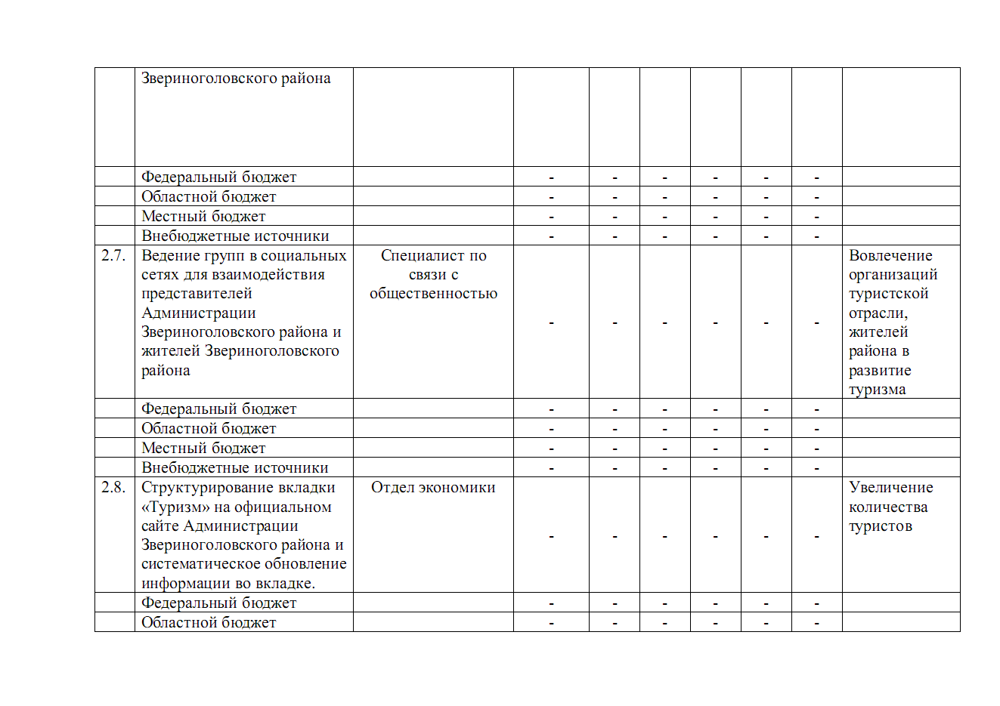 Звериноголовского района
Федеральный бюджет - - - - - -
Областной бюджет - - - - - -
Местный бюджет - - - - - -
Внебюджетные источники - - - - - -
2.7. Ведение групп в социальных Специалист по Вовлечение
сетях для взаимодействия связи с организаций
представителей общественностью туристской
Администрации отрасли,
- - - - - -
Звериноголовского района и жителей
жителей Звериноголовского района в
района развитие
туризма
Федеральный бюджет - - - - - -
Областной бюджет - - - - - -
Местный бюджет - - - - - -
Внебюджетные источники - - - - - -
2.8. Структурирование вкладки Отдел экономики Увеличение
«Туризм» на официальном количества
сайте Администрации туристов
- - - - - -
Звериноголовского района и
систематическое обновление
информации во вкладке.
Федеральный бюджет - - - - - -
Областной бюджет - - - - - -